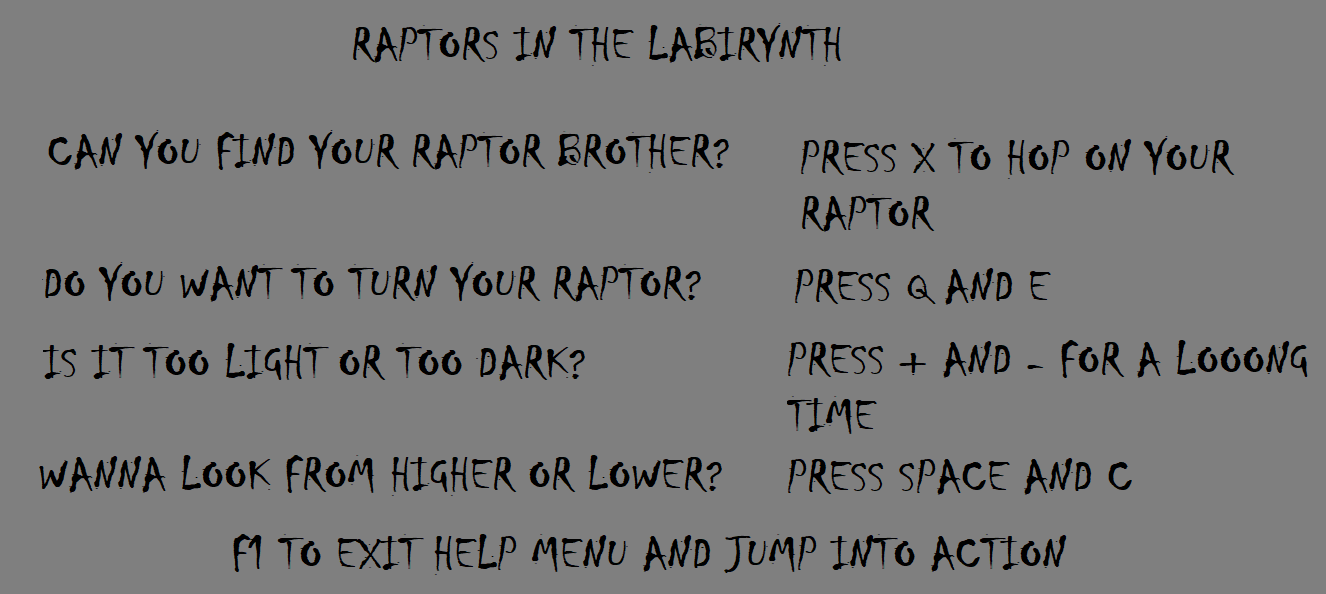 RAPTORS IN THE LABIRYNTH
CAN YOU FIND YOUR RAPTOR BROTHER?
PRESS X TO HOP ON YOUR
RAPTOR
DO YOU WANT TO TURN YOUR RAPTOR?
PRESS Q AND E
IS IT TOO LIGHT OR TOO DARK?
PRESS + AND - FOR A LOOONG
TIME
WANNA LOOK FROM HIGHER OR LOWER?
PRESS SPACE AND C
F1 TO EXIT HELP MENU AND JUMP INTO ACTION